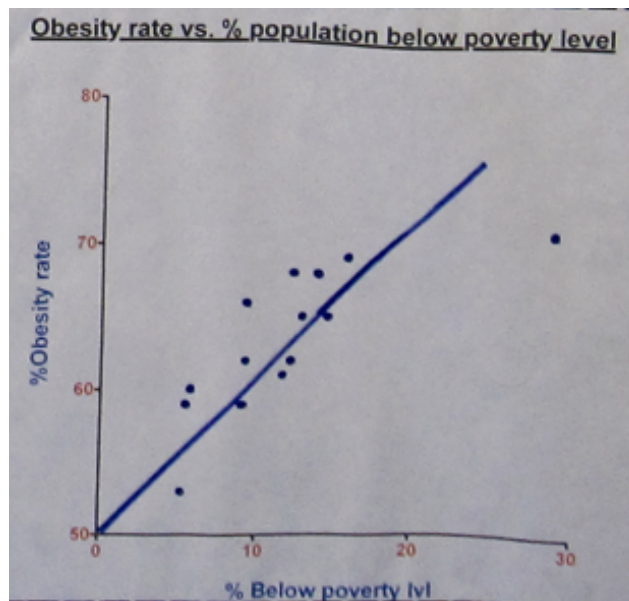 Obesity rate vs. % population below poverty level
80
70
%Obesity rate
60
50
0
10
20
30
% Below poverty lvl